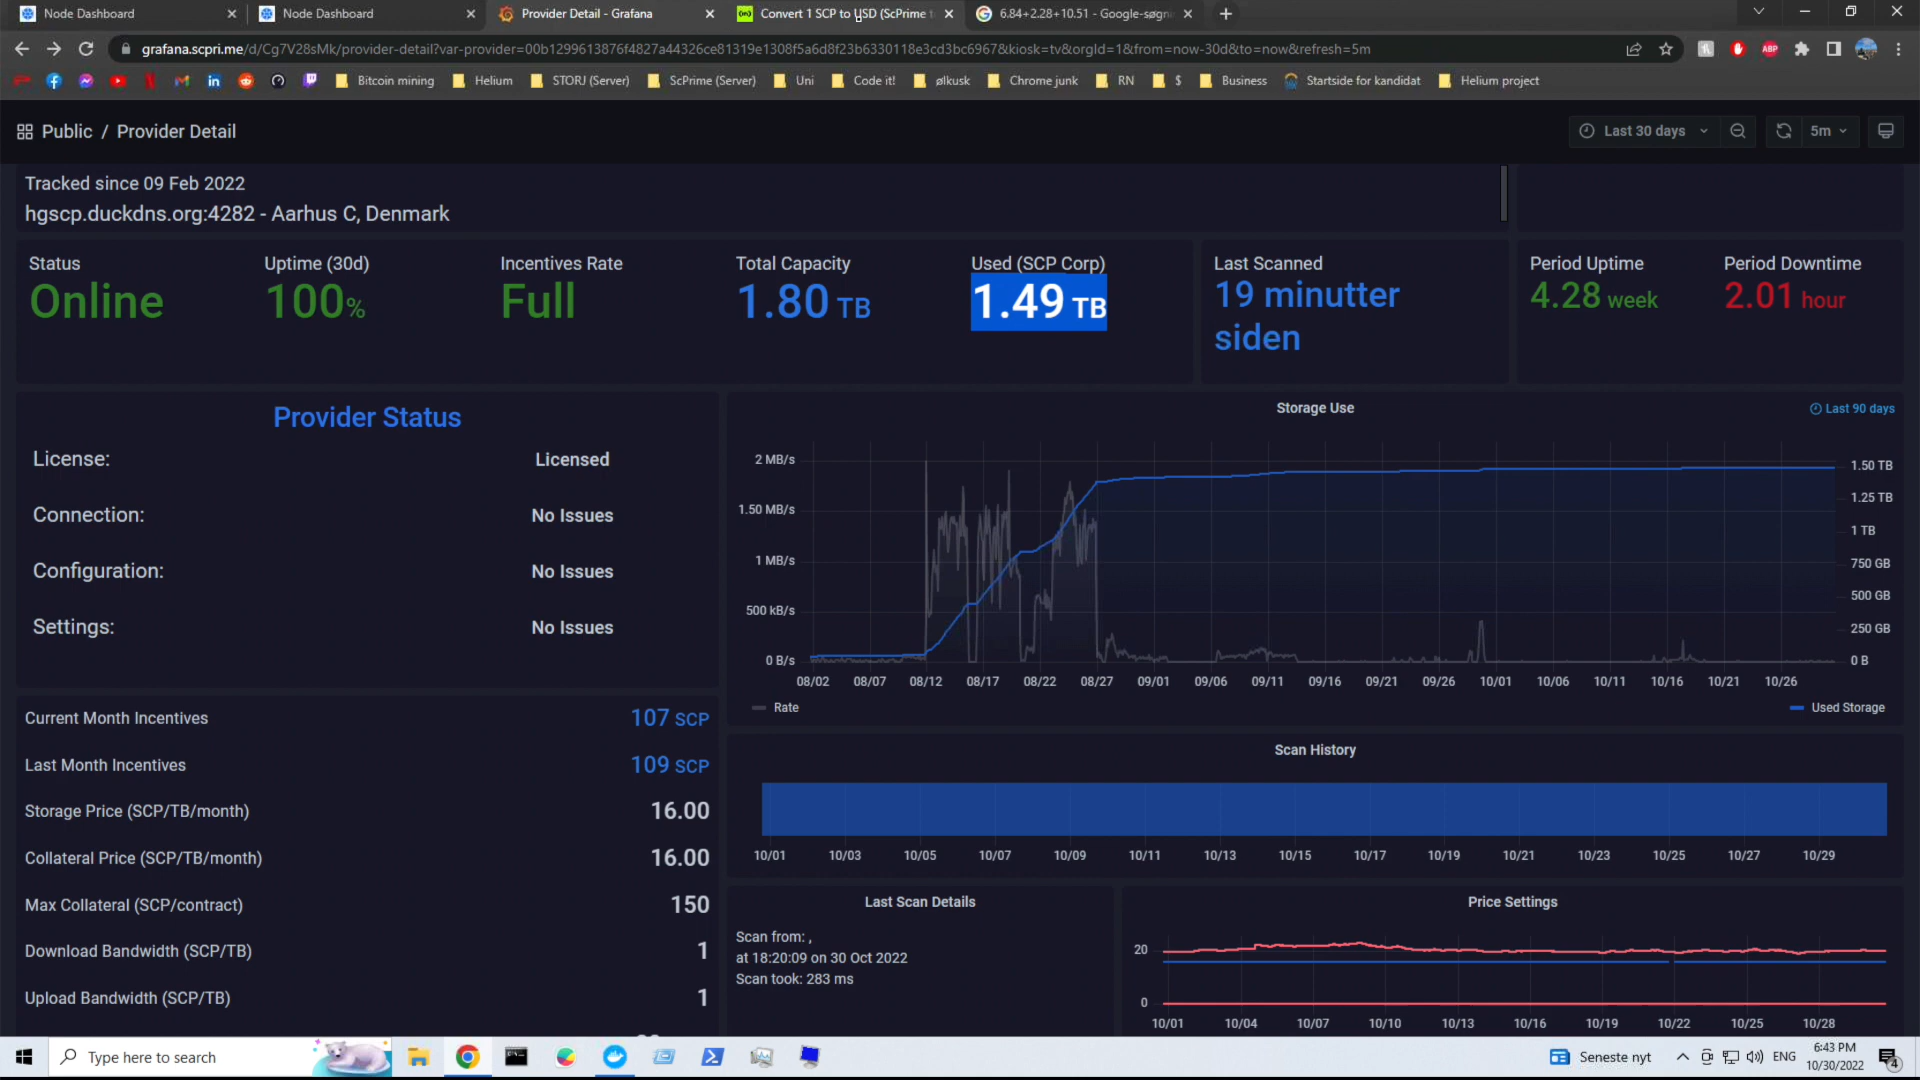 Node Dashboard
Node Dashboard
Provider Detail - Grafana
Convert 1 SCP to USD (ScPrime t
6.84+2.28+10.51 - Google-søgn
grafana.scpri.me/d/Cg7V28sMk/provider-detail?var-provider=00b1299613876f4827a44326ce81319e1308f5a6d8f23b6330118e3cd3bc6967&kiosk=tv&orgId=1&from=now-30d&to=now&refresh=5m
ABP
Bitcoin mining
Helium
STORJ (Server)
ScPrime (Server)
Uni
Code it!
ølkusk
Chrome junk
RN
$
Business
Startside for kandidat
Helium project
Public / Provider Detail
Last 30 days
5m
Tracked since 09 Feb 2022
hgscp.duckdns.org:4282 - Aarhus C, Denmark
Status
Online
Uptime (30d)
100%
Incentives Rate
Full
Total Capacity
1.80 TB
Used (SCP Corp)
1.49 TB
Last Scanned
19 minutter
siden
Period Uptime
4.28 week
Period Downtime
2.01 hour
Provider Status
License: Licensed
Connection: No Issues
Configuration: No Issues
Settings: No Issues
Storage Use
Last 90 days
2 MB/s
1.50 MB/s
1 MB/s
500 kB/s
0 B/s
1.50 TB
1.25 TB
1 TB
750 GB
500 GB
250 GB
0 B
08/02 08/07 08/12 08/17 08/22 08/27 09/01 09/06 09/11 09/16 09/21 09/26 10/01 10/06 10/11 10/16 10/21 10/26
Rate
Used Storage
Current Month Incentives 107 SCP
Last Month Incentives 109 SCP
Storage Price (SCP/TB/month) 16.00
Collateral Price (SCP/TB/month) 16.00
Max Collateral (SCP/contract) 150
Download Bandwidth (SCP/TB) 1
Upload Bandwidth (SCP/TB) 1
Scan History
10/01 10/03 10/05 10/07 10/09 10/11 10/13 10/15 10/17 10/19 10/21 10/23 10/25 10/27 10/29
Last Scan Details
Scan from: ,
at 18:20:09 on 30 Oct 2022
Scan took: 283 ms
Price Settings
20
0
10/01 10/04 10/07 10/10 10/13 10/16 10/19 10/22 10/25 10/28
Type here to search
Seneste nyt
ENG
6:43 PM
10/30/2022
4